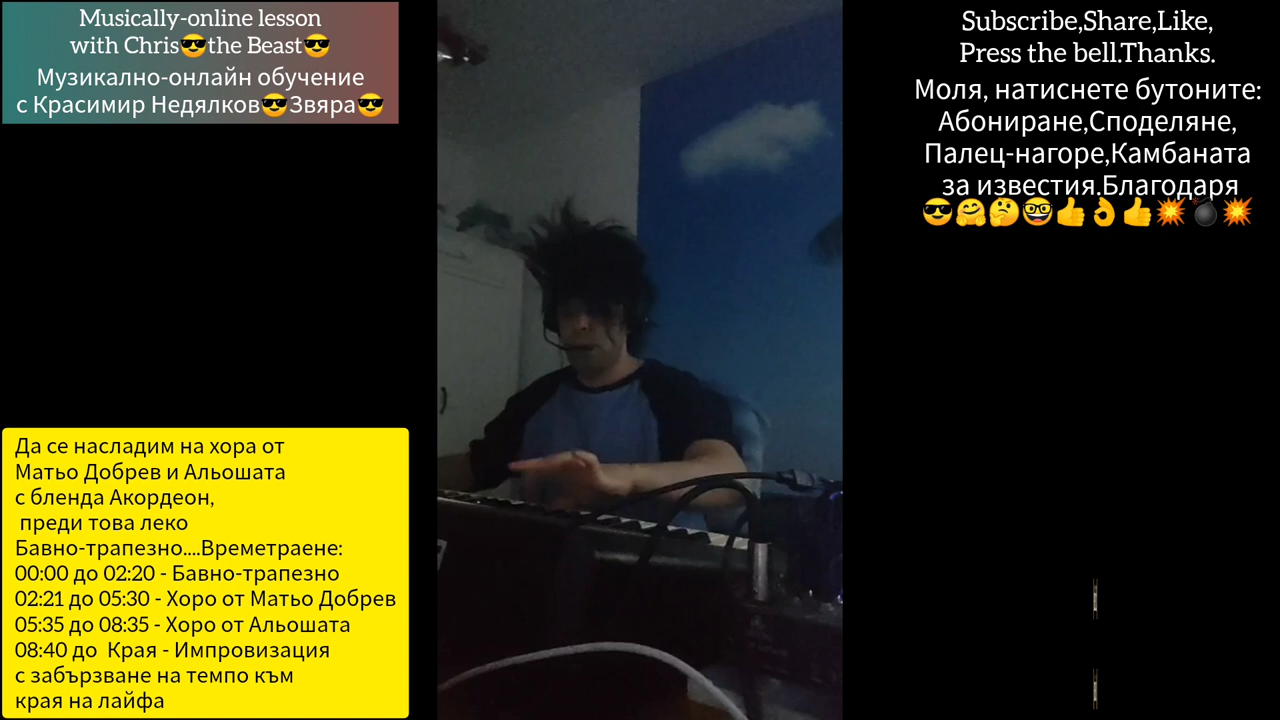 Musically-online lesson
with Chris😎the Beast😎
Музикално-онлайн обучение
с Красимир Недялков😎Звяра😎
Subscribe,Share,Like,
Press the bell.Thanks.
Моля, натиснете бутоните:
Абониране,Споделяне,
Палец-нагоре,Камбаната
за известия.Благодаря
😎🤗🤔🤓👍👌👍💥💣💥
Да се насладим на хора от
Матьо Добрев и Альошата
с бленда Акордеон,
преди това леко
Бавно-трапезно....Времетраене:
00:00 до 02:20 - Бавно-трапезно
02:21 до 05:30 - Хоро от Матьо Добрев
05:35 до 08:35 - Хоро от Альошата
08:40 до Края - Импровизация
с забързване на темпо към
края на лайфа